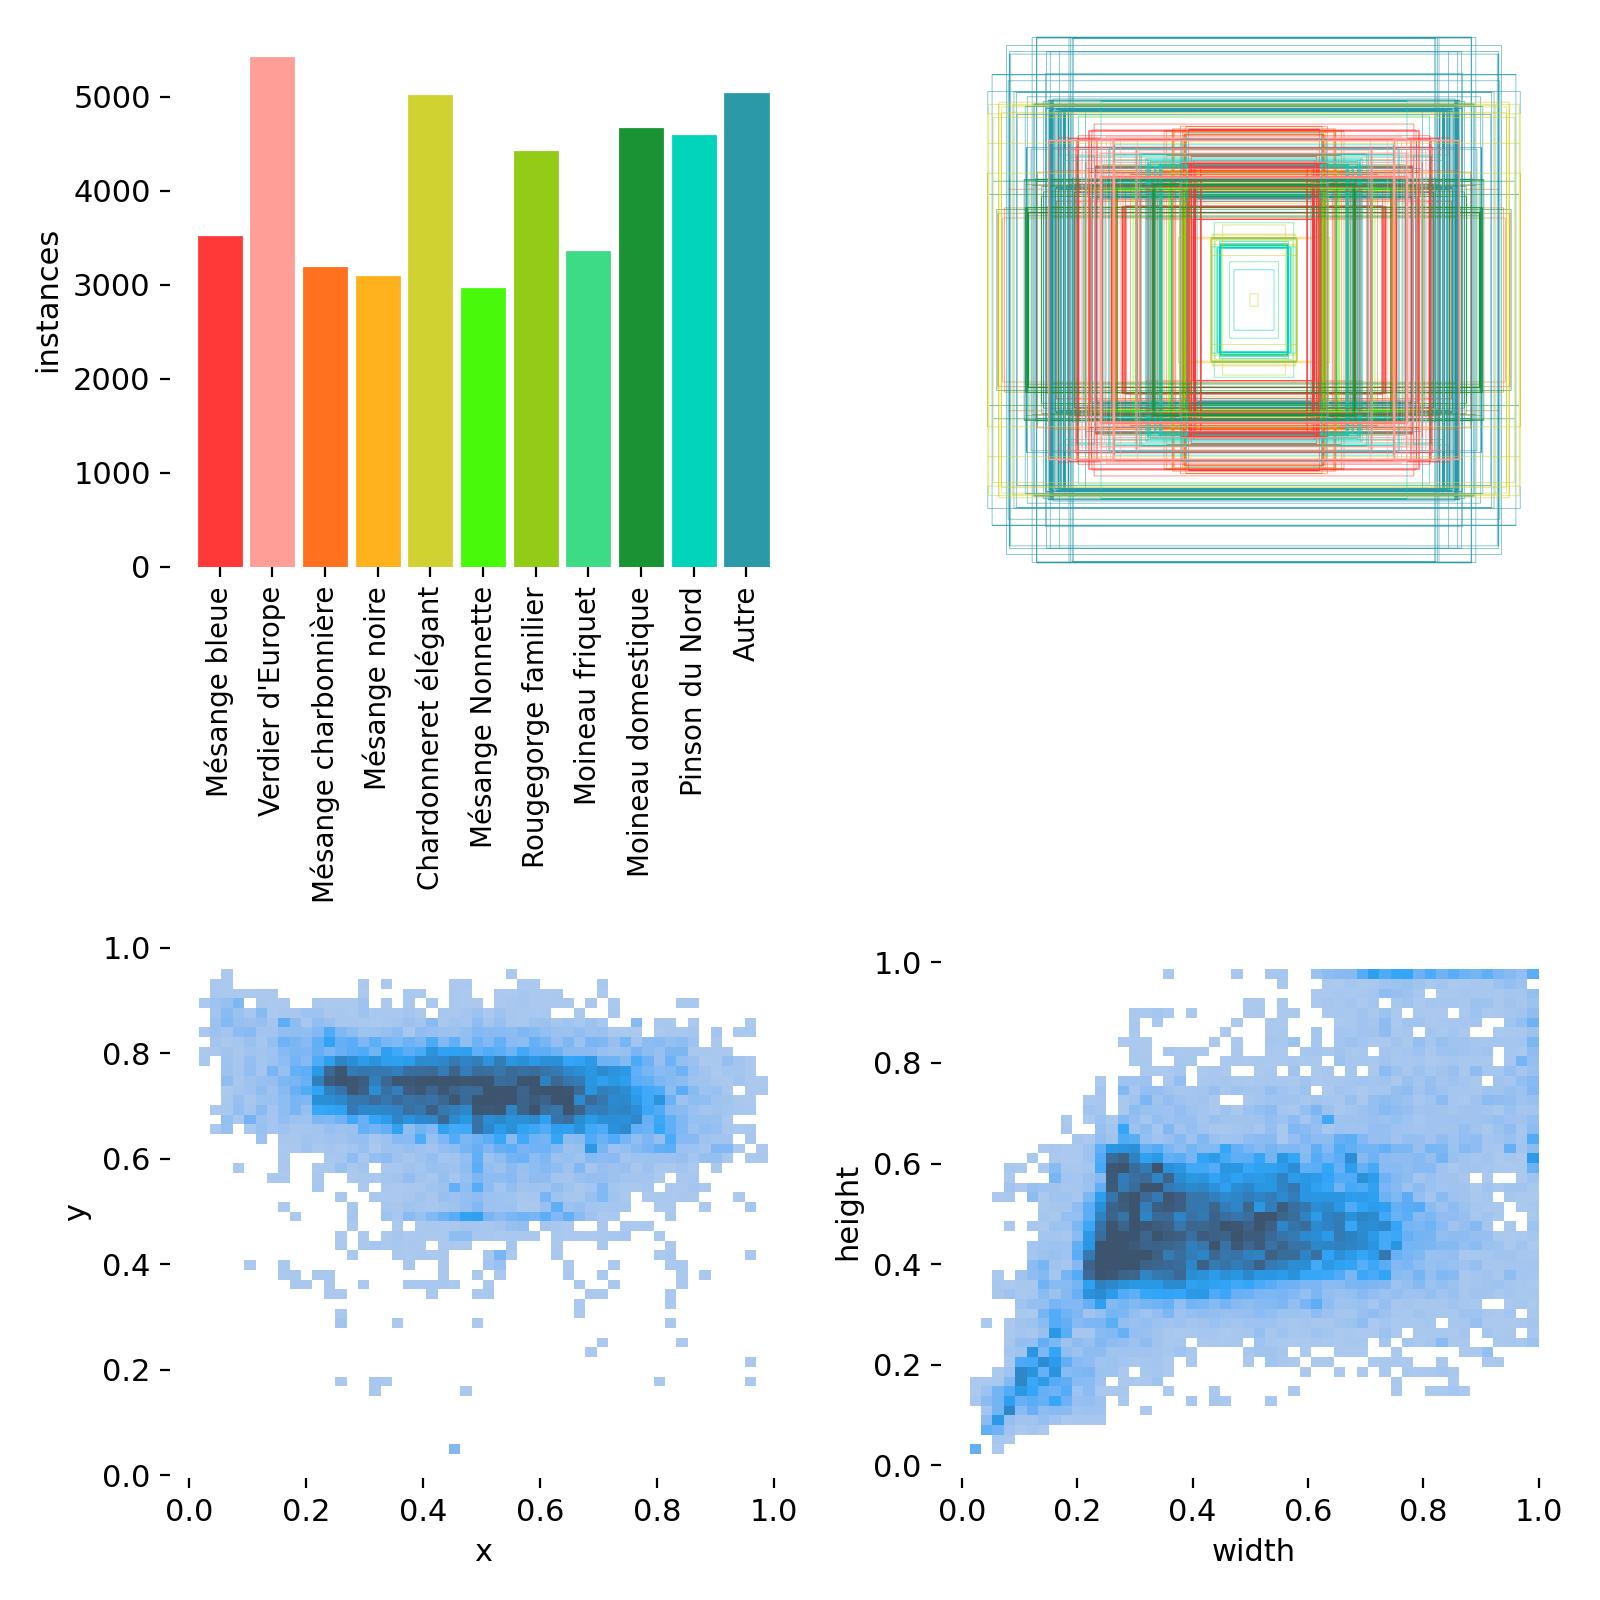 instances
5000
4000
3000
2000
1000
0
Mésange bleue
Verdier d'Europe
Mésange charbonnière
Mésange noire
Chardonneret élégant
Mésange Nonnette
Rougegorge familier
Moineau friquet
Moineau domestique
Pinson du Nord
Autre
y
1.0
0.8
0.6
0.4
0.2
0.0
0.0 0.2 0.4 0.6 0.8 1.0
x
height
1.0
0.8
0.6
0.4
0.2
0.0
0.0 0.2 0.4 0.6 0.8 1.0
width